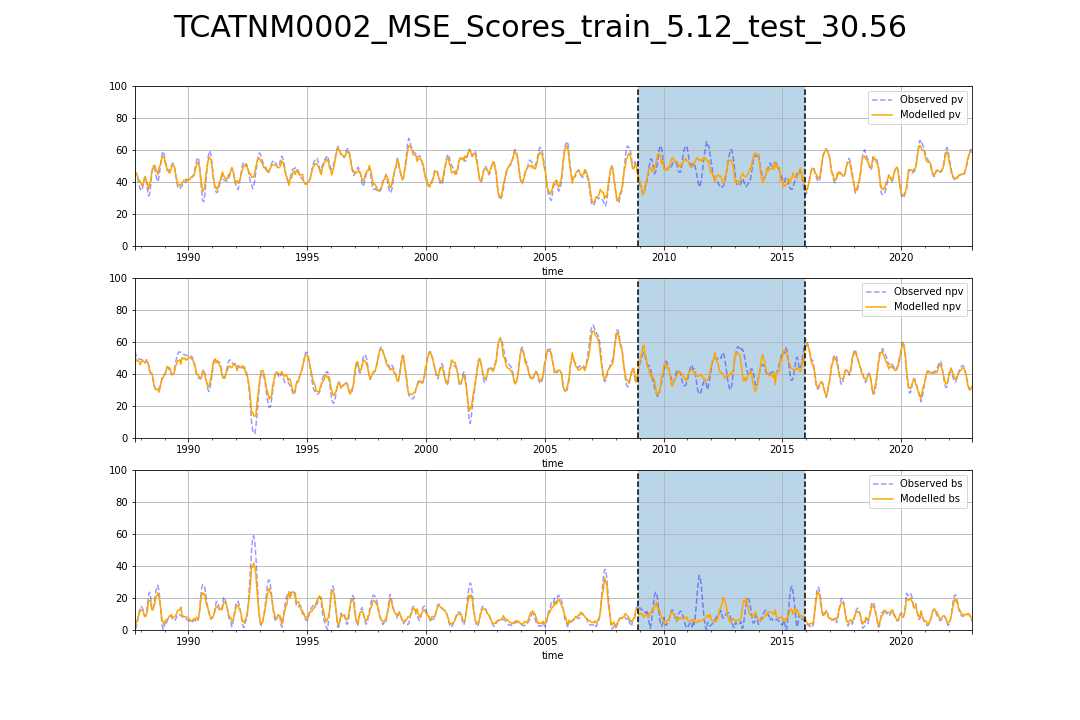 TCATNM0002_MSE_Scores_train_5.12_test_30.56
100
80
60
40
20
0
Observed pv
Modelled pv
1990 1995 2000 2005 2010 2015 2020
time
100
80
60
40
20
0
Observed npv
Modelled npv
1990 1995 2000 2005 2010 2015 2020
time
100
80
60
40
20
0
Observed bs
Modelled bs
1990 1995 2000 2005 2010 2015 2020
time